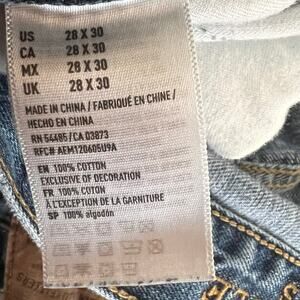 US 28 X 30
CA 28 X 30
MX 28 X 30
UK 28 X 30
MADE IN CHINA / FABRIQUÉ EN CHINE /
HECHO EN CHINA
RN 54485 / CA 03873
RFC# AEM120605U9A
EN 100% COTTON
EXCLUSIVE OF DECORATION
FR 100% COTON
À L'EXCEPTION DE LA GARNITURE
SP 100% algodón